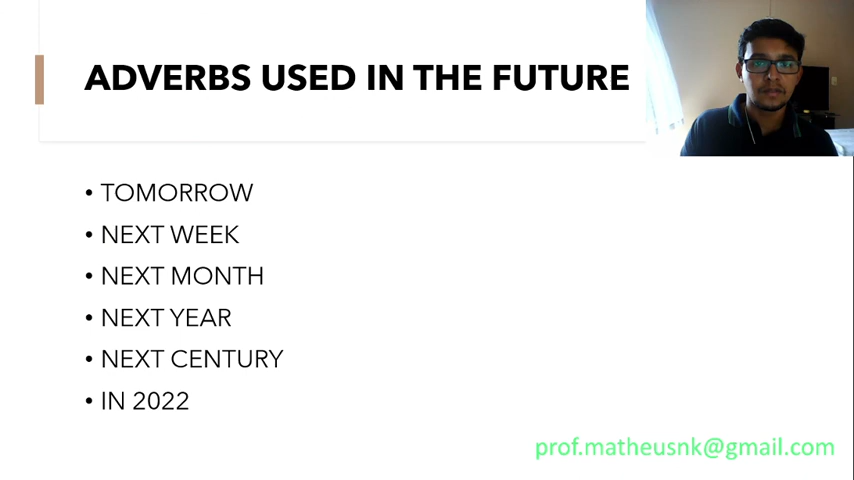 ADVERBS USED IN THE FUTURE
• TOMORROW
• NEXT WEEK
• NEXT MONTH
• NEXT YEAR
• NEXT CENTURY
• IN 2022
prof.matheusnk@gmail.com